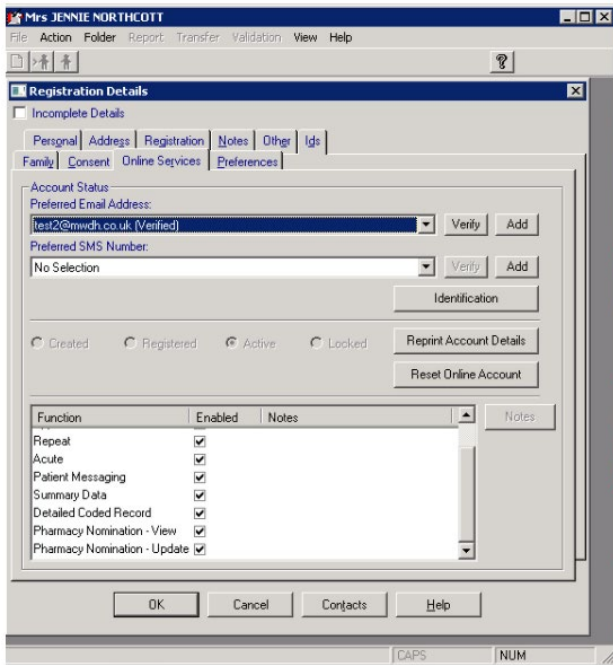 Mrs JENNIE NORTHCOTT
File Action Folder Report Transfer Validation View Help
Registration Details
Incomplete Details
Personal Address Registration Notes Other Ids
Family Consent Online Services Preferences
Account Status
Preferred Email Address:
test2@mwdh.co.uk (Verified) Verify Add
Preferred SMS Number:
No Selection Verify Add
Identification
Created Registered Active Locked Reprint Account Details
Reset Online Account
Function Enabled Notes Notes
Repeat
Acute
Patient Messaging
Summary Data
Detailed Coded Record
Pharmacy Nomination - View
Pharmacy Nomination - Update
OK Cancel Contacts Help
CAPS NUM